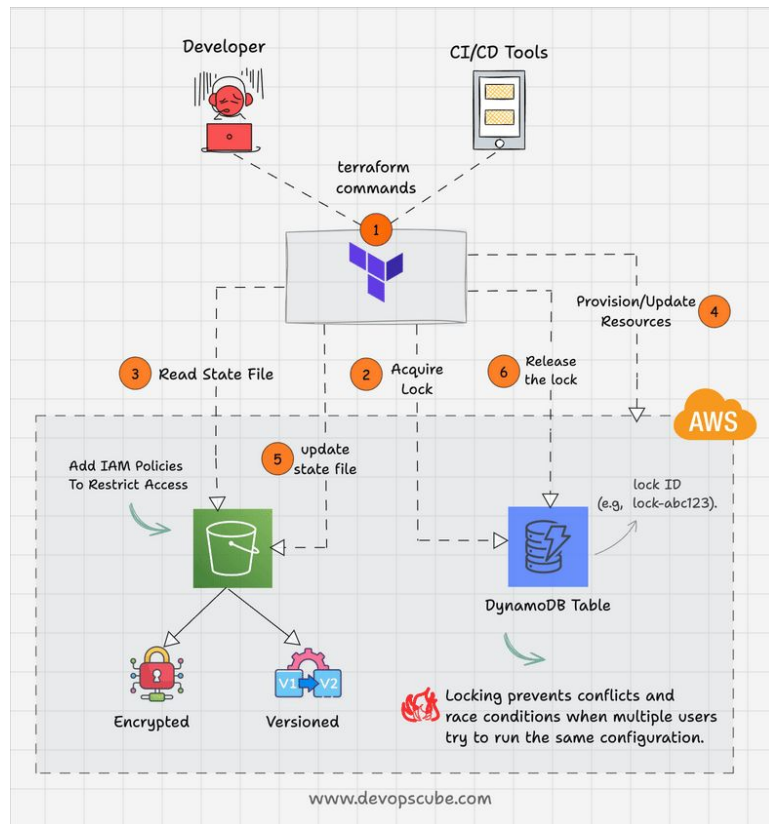 Developer
CI/CD Tools
terraform
commands
1
Provision/Update
Resources
4
3
Read State File
2
Acquire
Lock
6
Release
the lock
AWS
5
update
state file
Add IAM Policies
To Restrict Access
lock ID
(e.g, lock-abc123).
DynamoDB Table
V1
V2
Encrypted
Versioned
Locking prevents conflicts and
race conditions when multiple users
try to run the same configuration.
www.devopscube.com